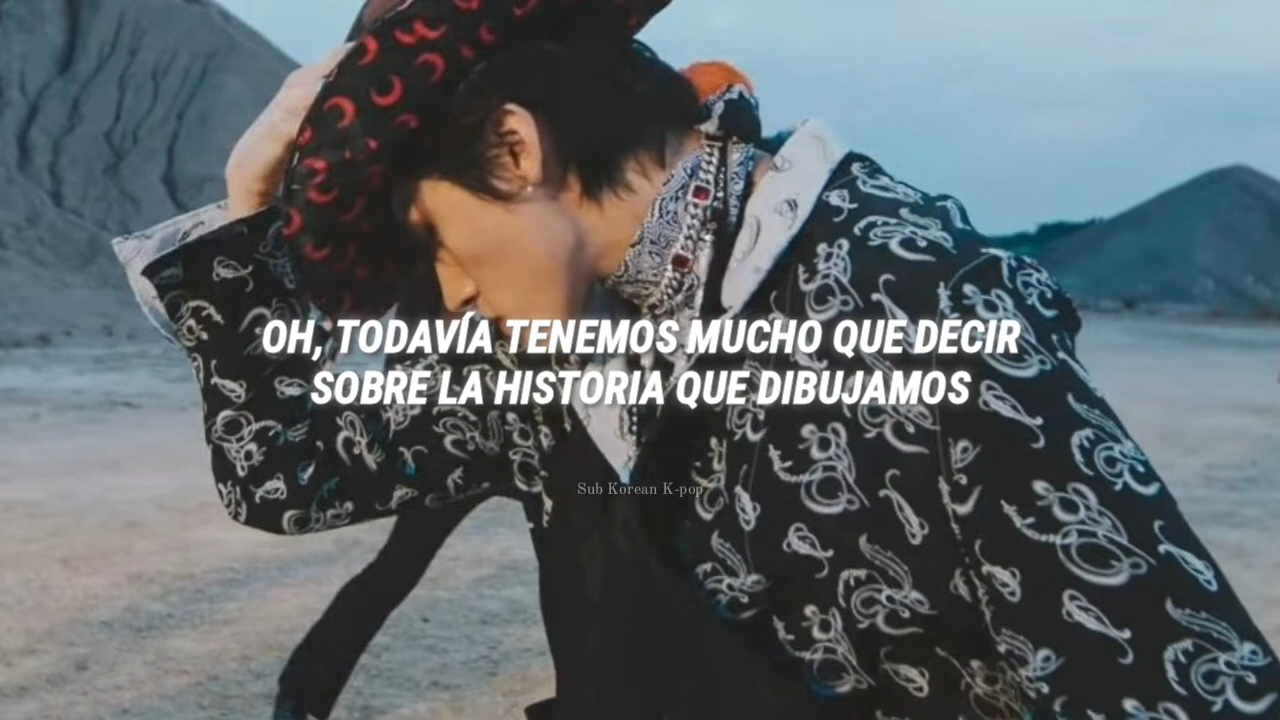 OH, TODAVÍA TENEMOS MUCHO QUE DECIR
SOBRE LA HISTORIA QUE DIBUJAMOS
Sub Korean K-pop